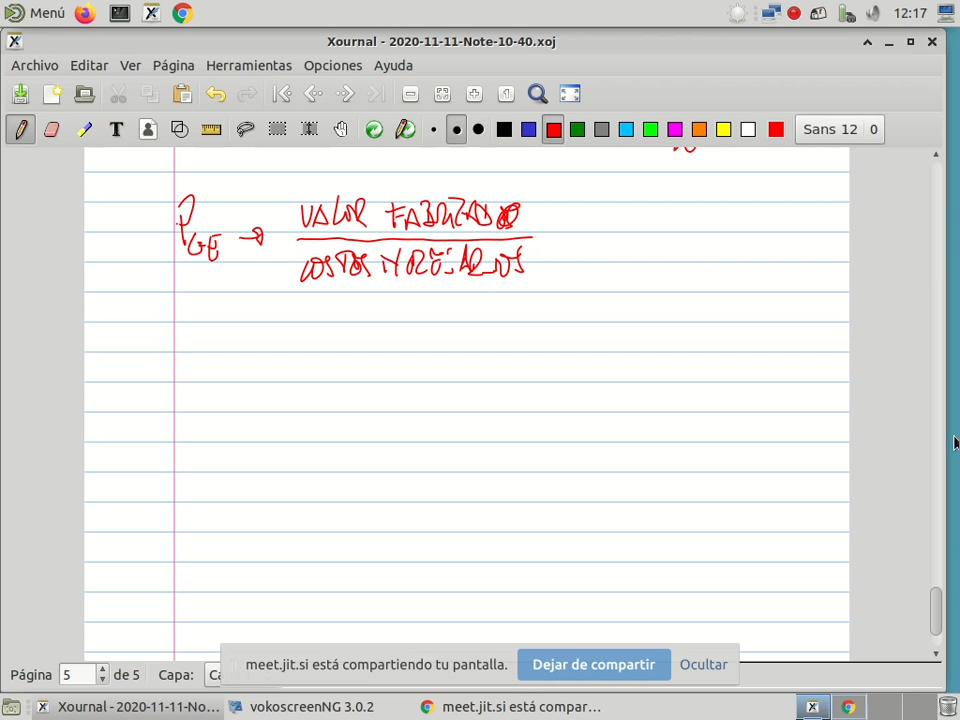 Menú 12:17
Xournal - 2020-11-11-Note-10-40.xoj
Archivo Editar Ver Página Herramientas Opciones Ayuda
Sans 12 0
VALOR FABRICADO
P GE → COSTOS
meet.jit.si está compartiendo tu pantalla. Dejar de compartir Ocultar
Página 5 de 5 Capa: Ca
Xournal - 2020-11-11-No... vokoscreenNG 3.0.2 meet.jit.si está compar...